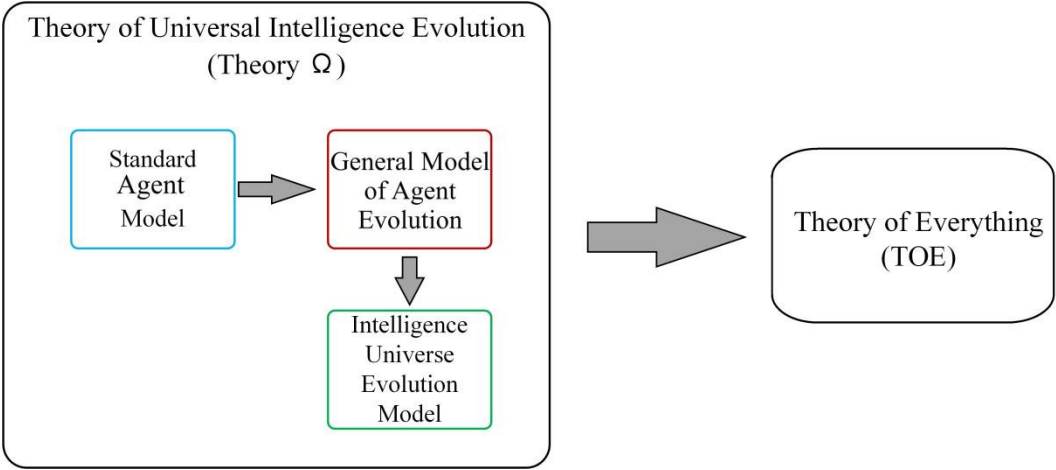 Theory of Universal Intelligence Evolution
(Theory Ω)
Standard
Agent
Model
General Model
of Agent
Evolution
Intelligence
Universe
Evolution
Model
Theory of Everything
(TOE)